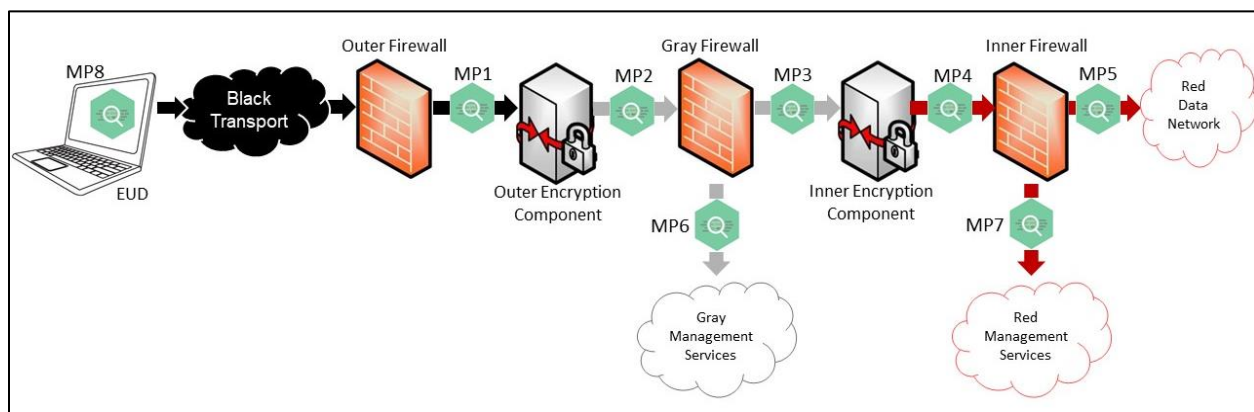 Outer Firewall
Gray Firewall
Inner Firewall
MP8
MP1
MP2
MP3
MP4
MP5
Black
Transport
Red
Data
Network
EUD
Outer Encryption
Component
Inner Encryption
Component
MP6
MP7
Gray
Management
Services
Red
Management
Services